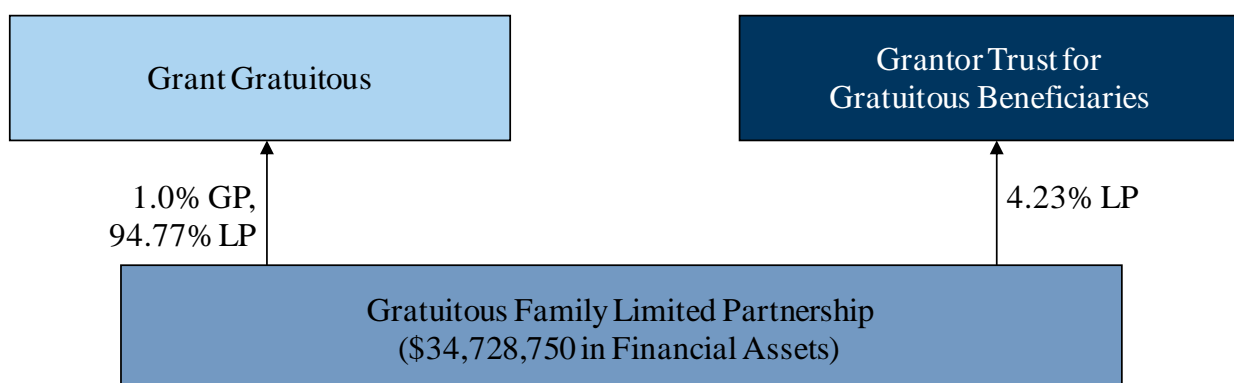 Grant Gratuitous
Grantor Trust for
Gratuitous Beneficiaries
1.0% GP,
94.77% LP
4.23% LP
Gratuitous Family Limited Partnership
($34,728,750 in Financial Assets)